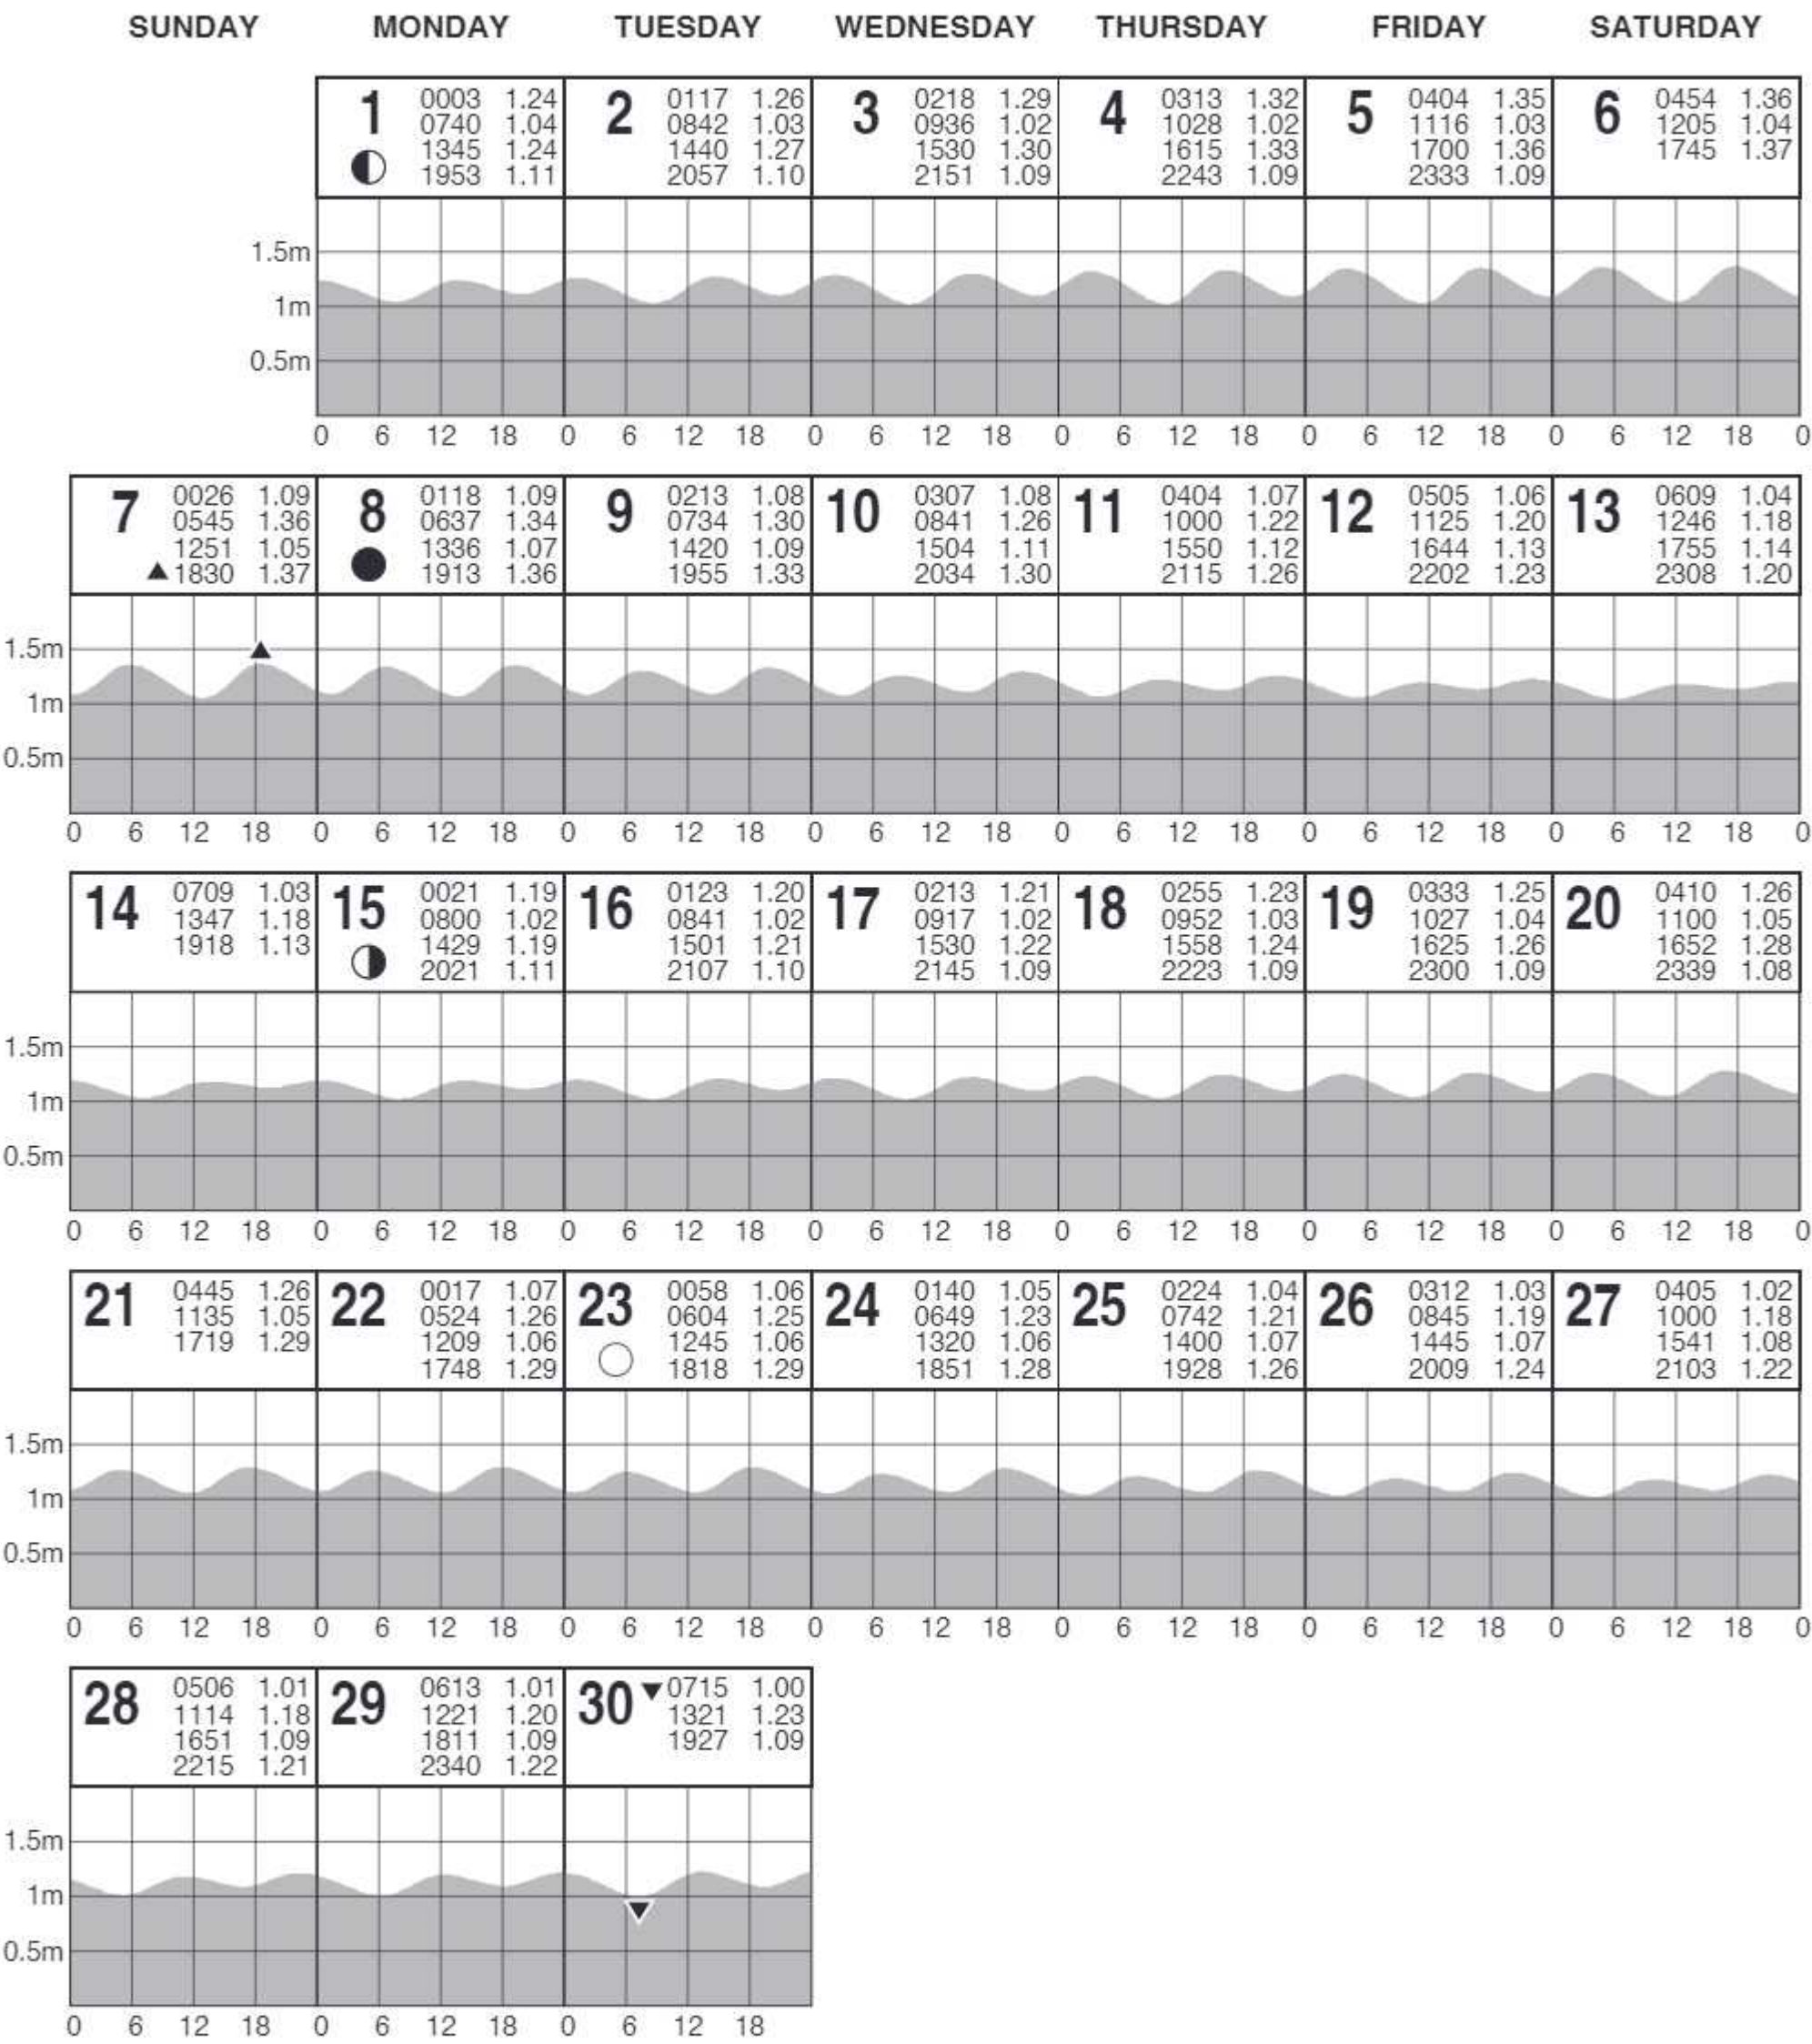 SUNDAY MONDAY TUESDAY WEDNESDAY THURSDAY FRIDAY SATURDAY
1 0003 1.24 2 0117 1.26 3 0218 1.29 4 0313 1.32 5 0404 1.35 6 0454 1.36
0740 1.04 0842 1.03 0936 1.02 1028 1.02 1116 1.03 1205 1.04
1345 1.24 1440 1.27 1530 1.30 1615 1.33 1700 1.36 1745 1.37
1953 1.11 2057 1.10 2151 1.09 2243 1.09 2333 1.09
1.5m
1m
0.5m
0 6 12 18 0 6 12 18 0 6 12 18 0 6 12 18 0 6 12 18 0 6 12 18 0
7 0026 1.09 8 0118 1.09 9 0213 1.08 10 0307 1.08 11 0404 1.07 12 0505 1.06 13 0609 1.04
0545 1.36 0637 1.34 0734 1.30 0841 1.26 1000 1.22 1125 1.20 1246 1.18
1251 1.05 1336 1.07 1420 1.09 1504 1.11 1550 1.12 1644 1.13 1755 1.14
▲1830 1.37 1913 1.36 1955 1.33 2034 1.30 2115 1.26 2202 1.23 2308 1.20
1.5m
1m
0.5m
0 6 12 18 0 6 12 18 0 6 12 18 0 6 12 18 0 6 12 18 0 6 12 18 0 6 12 18 0
14 0709 1.03 15 0021 1.19 16 0123 1.20 17 0213 1.21 18 0255 1.23 19 0333 1.25 20 0410 1.26
1347 1.18 0800 1.02 0841 1.02 0917 1.02 0952 1.03 1027 1.04 1100 1.05
1918 1.13 1429 1.19 1501 1.21 1530 1.22 1558 1.24 1625 1.26 1652 1.28
2021 1.11 2107 1.10 2145 1.09 2223 1.09 2300 1.09 2339 1.08
1.5m
1m
0.5m
0 6 12 18 0 6 12 18 0 6 12 18 0 6 12 18 0 6 12 18 0 6 12 18 0 6 12 18 0
21 0445 1.26 22 0017 1.07 23 0058 1.06 24 0140 1.05 25 0224 1.04 26 0312 1.03 27 0405 1.02
1135 1.05 0524 1.26 0604 1.25 0649 1.23 0742 1.21 0845 1.19 1000 1.18
1719 1.29 1209 1.06 1245 1.06 1320 1.06 1400 1.07 1445 1.07 1541 1.08
1748 1.29 1818 1.29 1851 1.28 1928 1.26 2009 1.24 2103 1.22
1.5m
1m
0.5m
0 6 12 18 0 6 12 18 0 6 12 18 0 6 12 18 0 6 12 18 0 6 12 18 0 6 12 18 0
28 0506 1.01 29 0613 1.01 30 ▼0715 1.00
1114 1.18 1221 1.20 1321 1.23
1651 1.09 1811 1.09 1927 1.09
2215 1.21 2340 1.22
1.5m
1m
0.5m
0 6 12 18 0 6 12 18 0 6 12 18